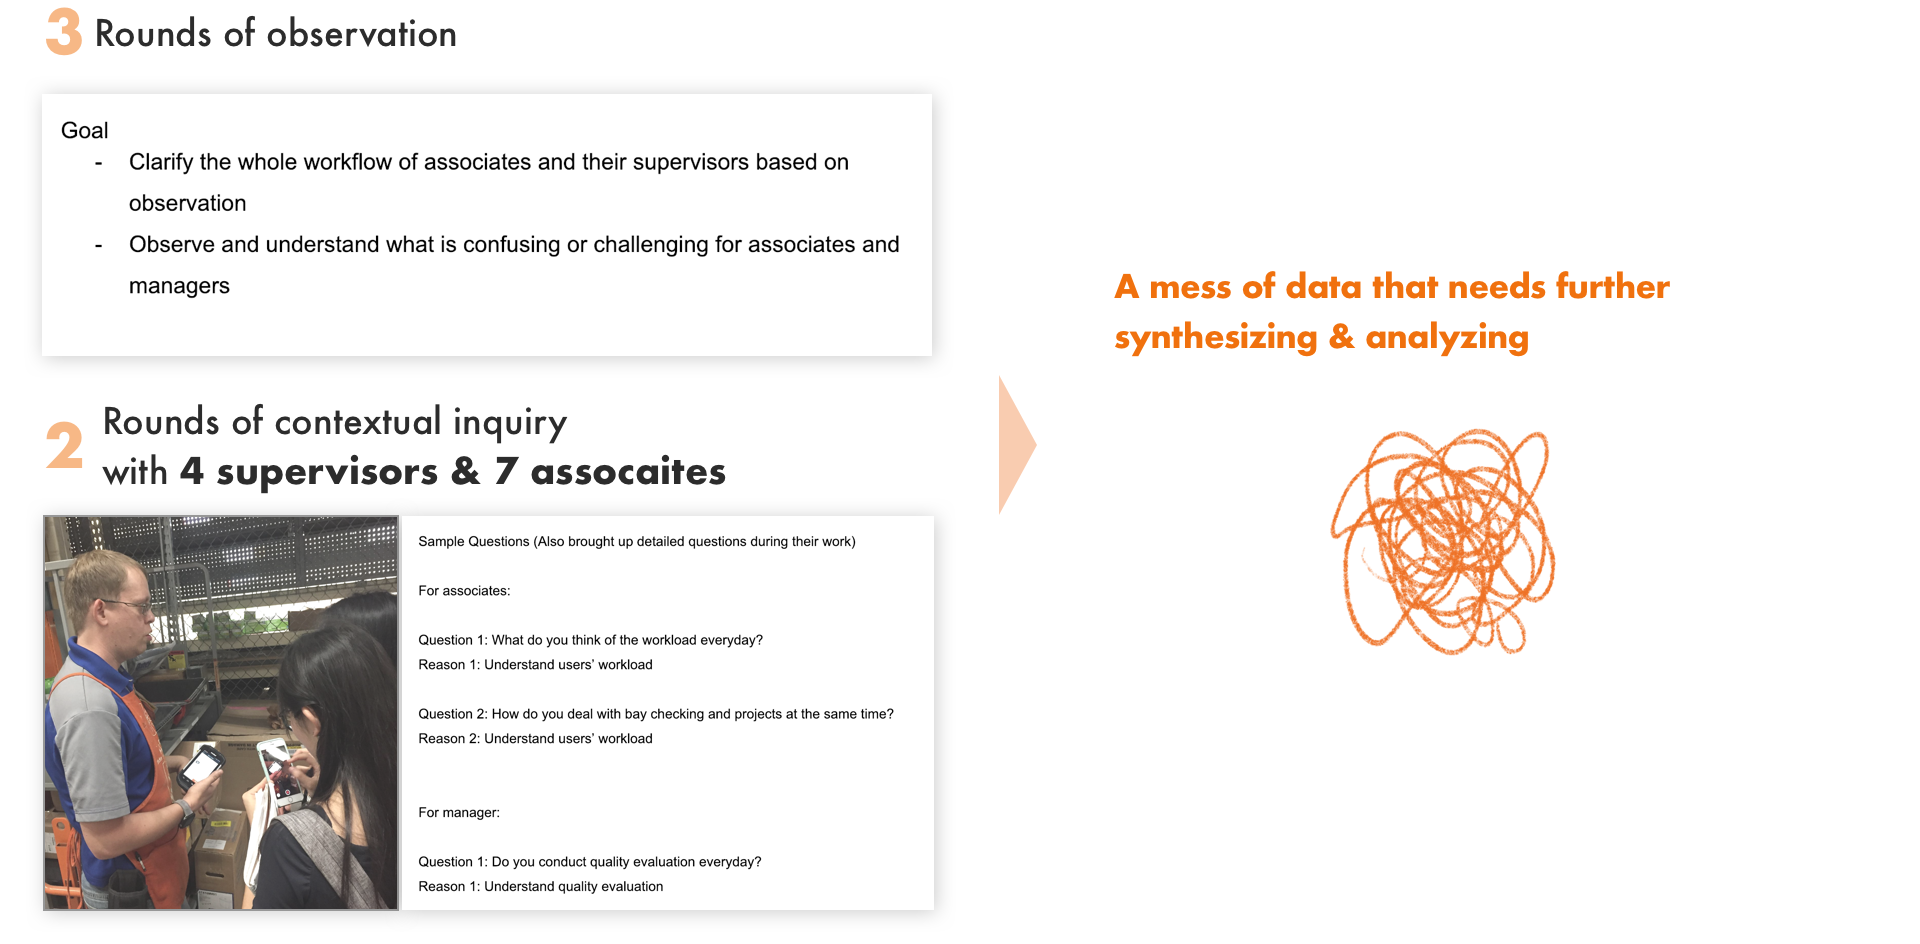 3 Rounds of observation
Goal
- Clarify the whole workflow of associates and their supervisors based on
observation
- Observe and understand what is confusing or challenging for associates and
managers
2 Rounds of contextual inquiry
with 4 supervisors & 7 assocaites
Sample Questions (Also brought up detailed questions during their work)
For associates:
Question 1: What do you think of the workload everyday?
Reason 1: Understand users’ workload
Question 2: How do you deal with bay checking and projects at the same time?
Reason 2: Understand users’ workload
For manager:
Question 1: Do you conduct quality evaluation everyday?
Reason 1: Understand quality evaluation
A mess of data that needs further
synthesizing & analyzing